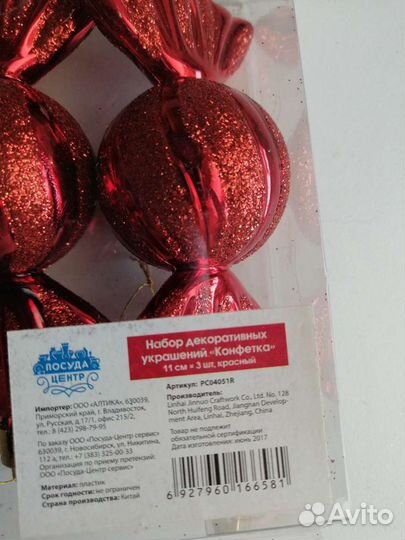 ПОСУДА
ЦЕНТР
Набор декоративных
украшений «Конфетка»
11 см × 3 шт, красный
Импортер: ООО «АЛТИКА», 630039,
Приморский край, г. Владивосток,
ул. Русская, д. 17/1, офис 215/2,
тел. 8 (423) 298-79-95
По заказу ООО «Посуда-Центр сервис»
630039, г. Новосибирск, ул. Никитина,
112 а, тел.: +7 (383) 325-00-33
Организация по приему претензий:
ООО «Посуда-Центр сервис»
Материал: пластик
Срок годности: не ограничен
Страна производства: Китай
Артикул: PC04051R
Производитель:
Linhai Jinnuo Craftwork Co., Ltd. No. 128
North Huifeng Road, Jiangnan Develop-
ment Area, Linhai, Zhejiang, China
Товар не подлежит
обязательной сертификации
Дата изготовления: июнь 2017
6 927960 166581
Avito